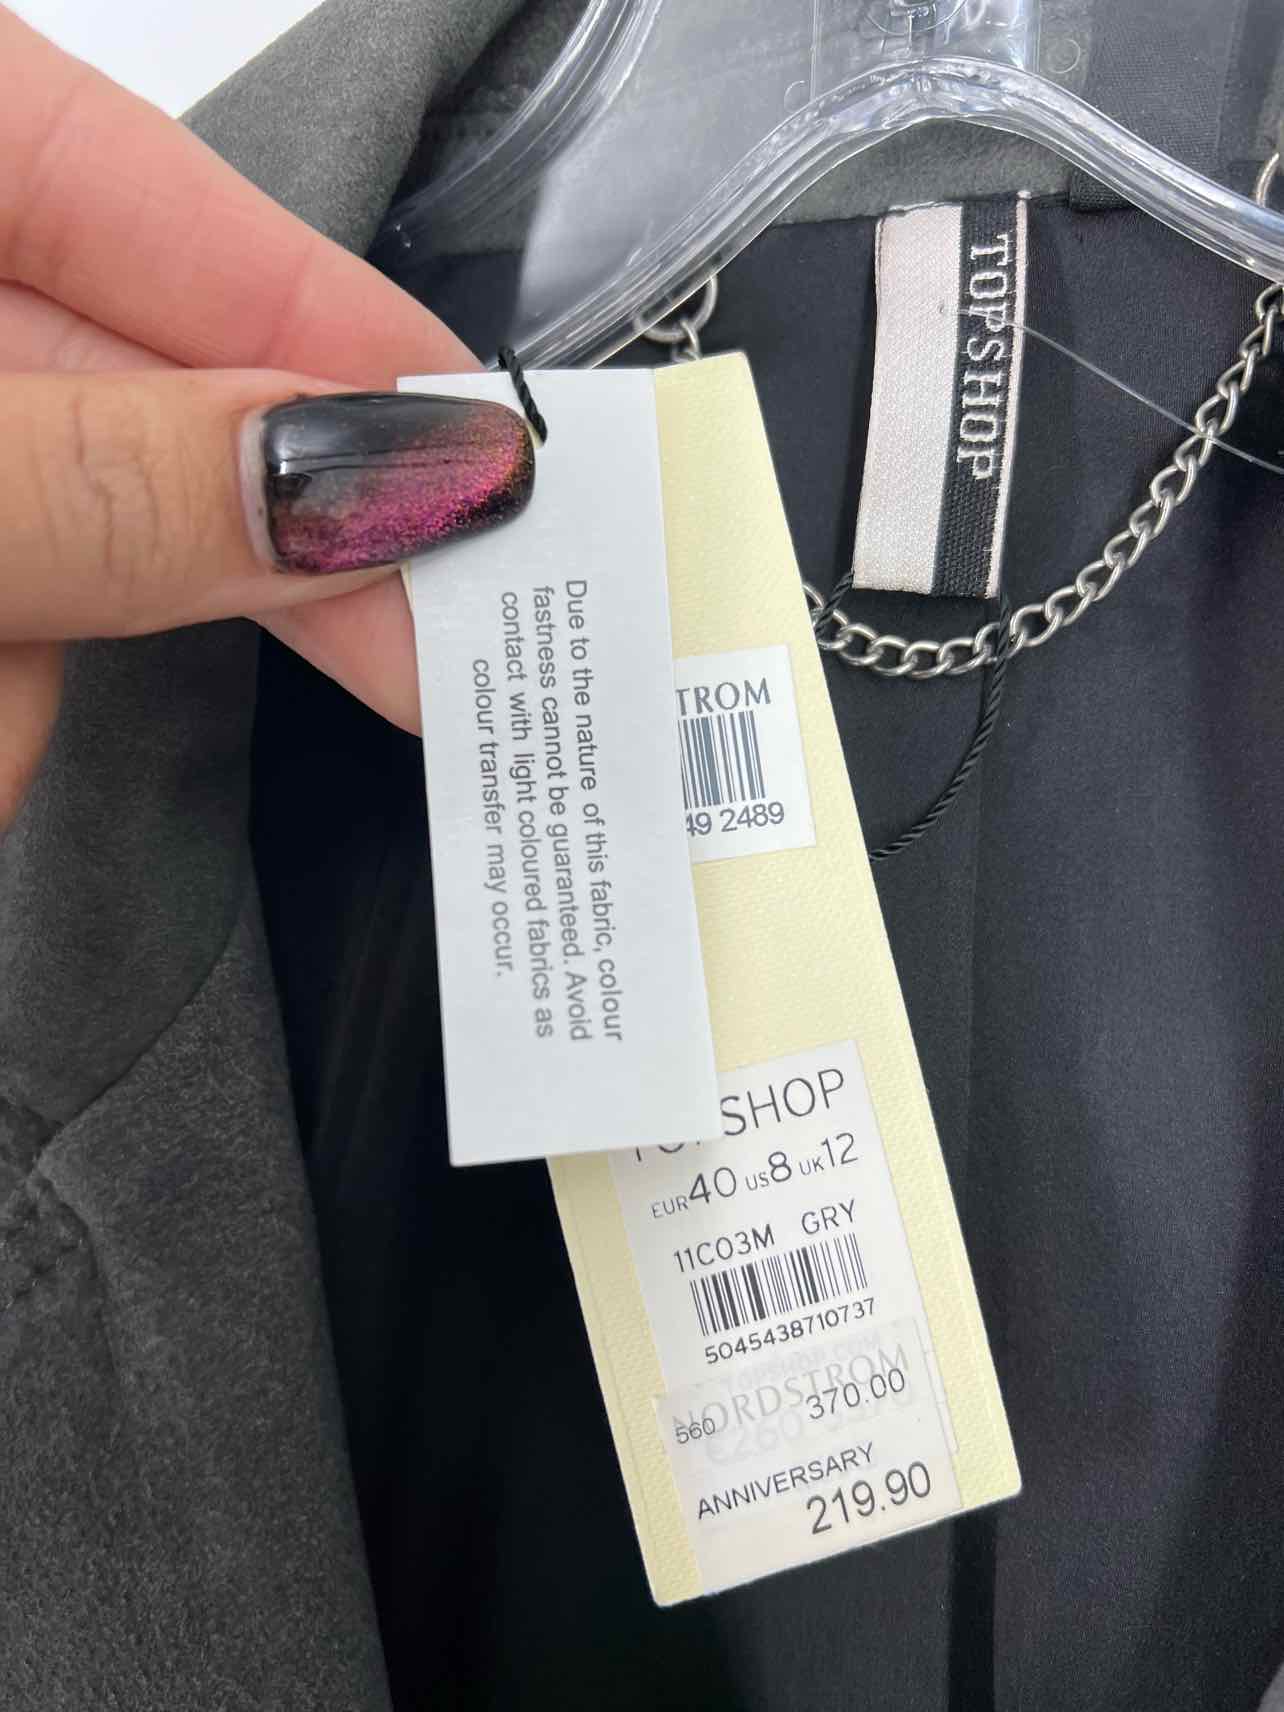 TOPSHOP
Due to the nature of this fabric, colour
fastness cannot be guaranteed. Avoid
contact with light coloured fabrics as
colour transfer may occur.
TROM
49 2489
SHOP
EUR40 US8 UK12
11C03M GRY
5045438710737
NORDSTROM
560 370.00
ANNIVERSARY
219.90